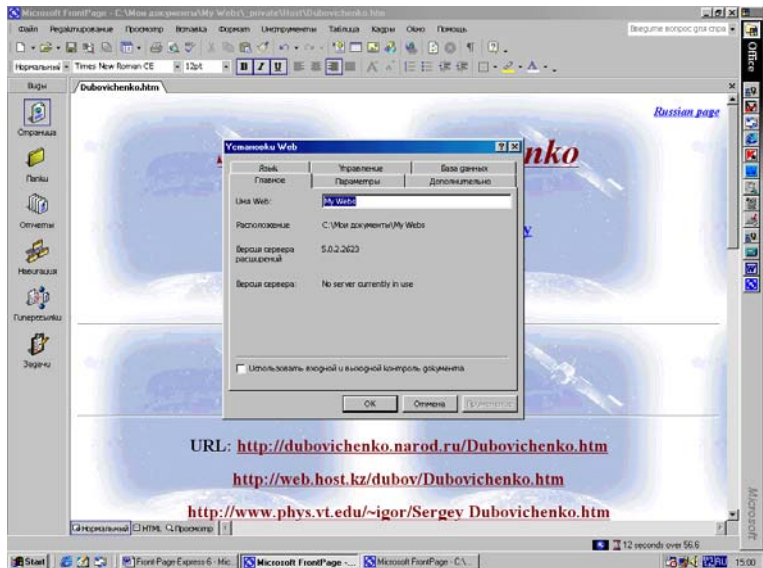 Microsoft FrontPage - C:\Мои документы\My Webs\_private\Host\Dubovichenko.htm
Файл Редактирование Просмотр Вставка Формат Инструменты Таблица Кадры Окно Помощь
Введите вопрос для спра
Нормальный Times New Roman CE 12pt
Office
Виды
Dubovichenko.htm
Страница
Папки
Отчеты
Навигация
Гиперссылки
Задачи
Russian page
nko
Установки Web
Язык Управление База данных
Главное Параметры Дополнительно
Имя Web: My Webs
Расположение: C:\Мои документы\My Webs
Версия сервера расширений 5.0.2.2623
Версия сервера: No server currently in use
Использовать входной и выходной контроль документа
OK Отмена Применить
URL: http://dubovichenko.narod.ru/Dubovichenko.htm
http://web.host.kz/dubov/Dubovichenko.htm
http://www.phys.vt.edu/~igor/Sergey Dubovichenko.htm
Нормальный HTML Просмотр
12 seconds over 56.6
Microsoft
Start Front Page Express-6 - Mic... Microsoft FrontPage - ... Microsoft FrontPage - C:\... RU 15:00